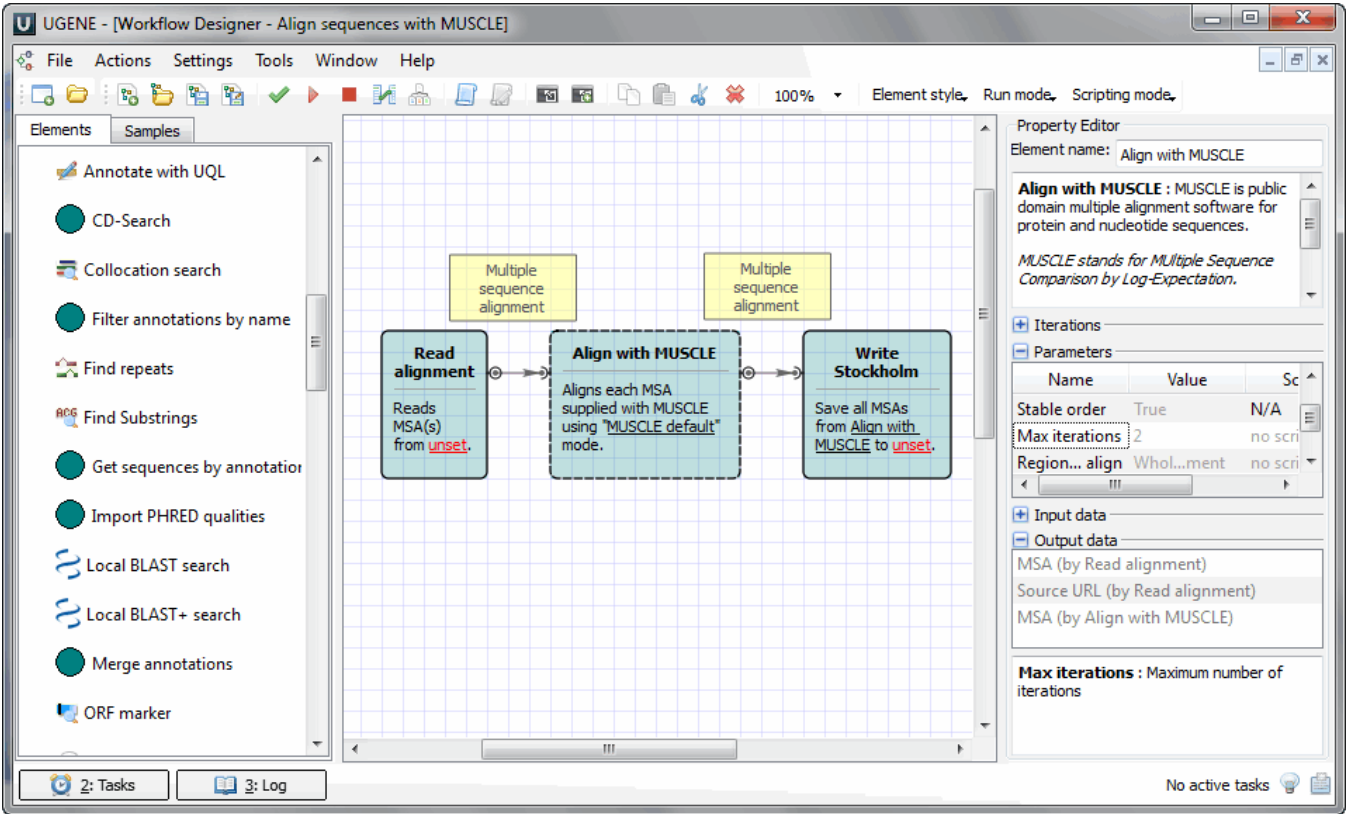 UGENE - [Workflow Designer - Align sequences with MUSCLE]
File Actions Settings Tools Window Help
100% Element style Run mode Scripting mode
Elements Samples
Annotate with UQL
CD-Search
Collocation search
Filter annotations by name
Find repeats
ACG Find Substrings
Get sequences by annotation
Import PHRED qualities
Local BLAST search
Local BLAST+ search
Merge annotations
ORF marker
Multiple
sequence
alignment
Multiple
sequence
alignment
Read
alignment
Reads
MSA(s)
from unset.
Align with MUSCLE
Aligns each MSA
supplied with MUSCLE
using "MUSCLE default"
mode.
Write
Stockholm
Save all MSAs
from Align with
MUSCLE to unset.
Property Editor
Element name: Align with MUSCLE
Align with MUSCLE : MUSCLE is public
domain multiple alignment software for
protein and nucleotide sequences.
MUSCLE stands for MUltiple Sequence
Comparison by Log-Expectation.
Iterations
Parameters
Name Value Sc
Stable order True N/A
Max iterations 2 no scri
Region... align Whol...ment no scri
Input data
Output data
MSA (by Read alignment)
Source URL (by Read alignment)
MSA (by Align with MUSCLE)
Max iterations : Maximum number of
iterations
2: Tasks 3: Log No active tasks